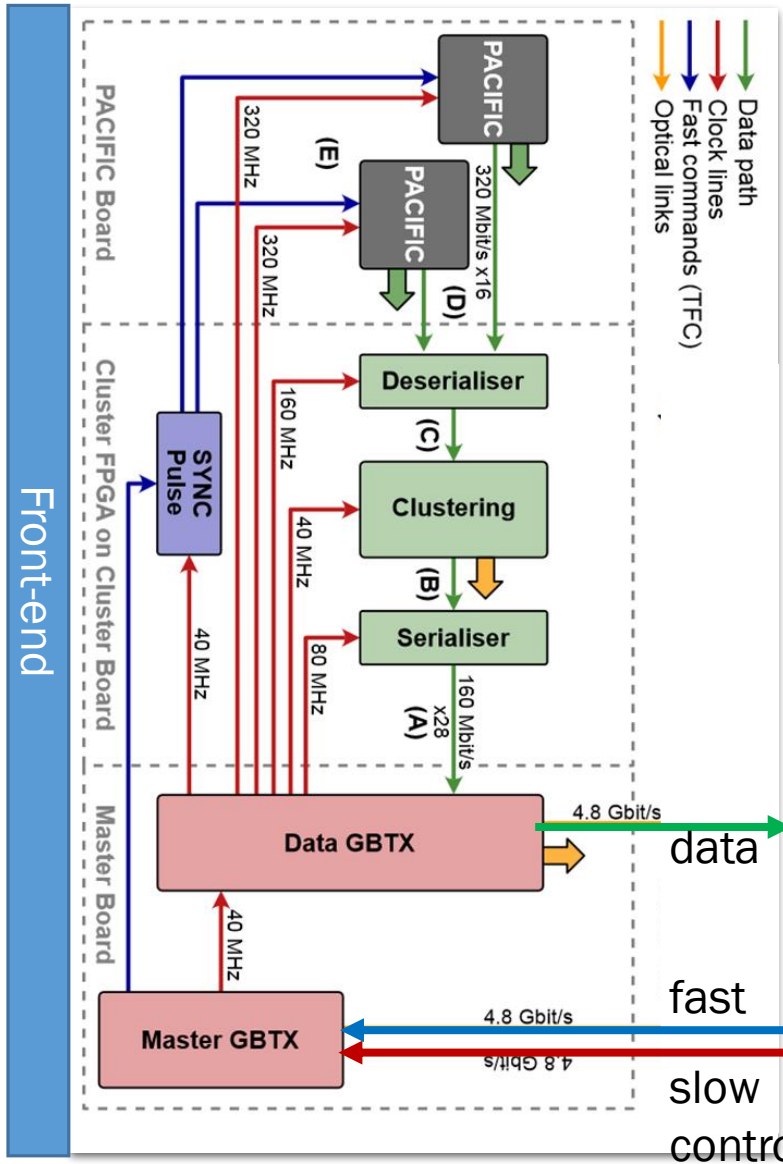 Front-end
PACIFIC Board
Cluster FPGA on Cluster Board
Master Board
Data path
Clock lines
Fast commands (TFC)
Optical links
PACIFIC
320 MHz
(E)
PACIFIC
320 Mbit/s x16
320 MHz
(D)
Deserialiser
160 MHz
(C)
SYNC
Pulse
Clustering
40 MHz
(B)
Serialiser
40 MHz
80 MHz
160 Mbit/s
x28
(A)
Data GBTX
4.8 Gbit/s
data
40 MHz
Master GBTX
fast
4.8 Gbit/s
4.8 Gbit/s
slow
contro